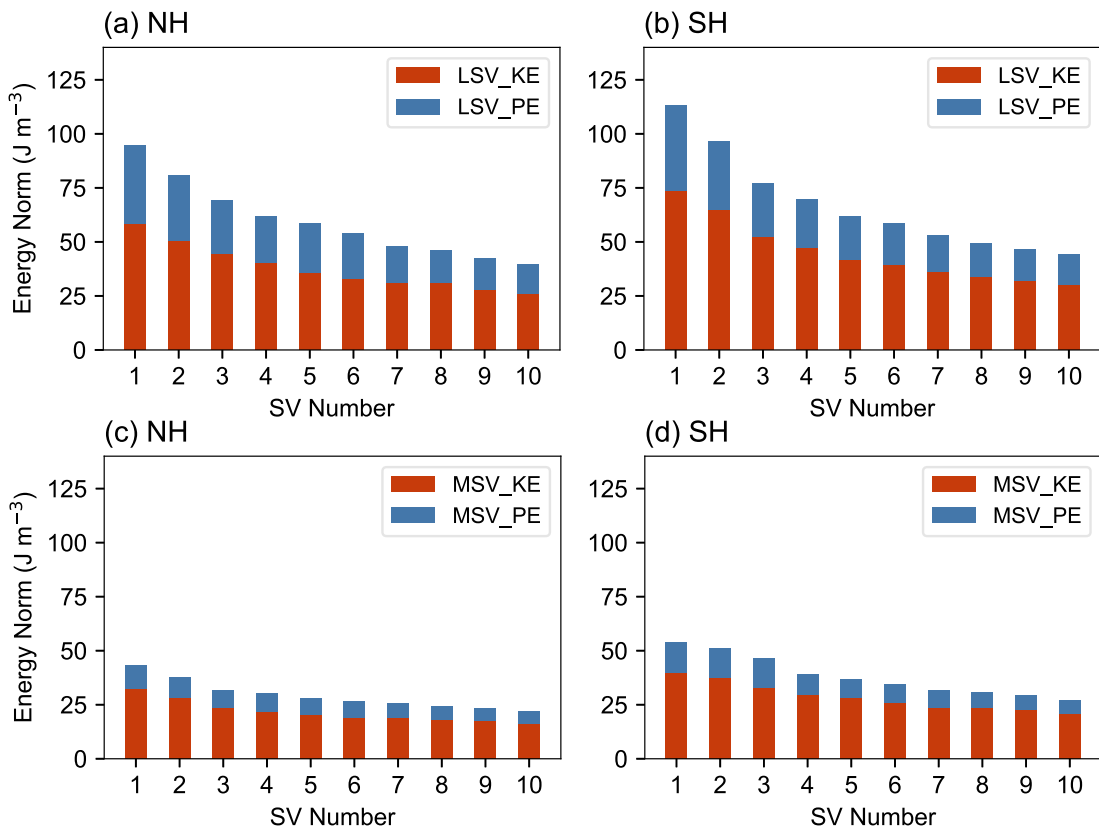 (a) NH
Energy Norm (J m⁻³)
125
100
75
50
25
0
LSV_KE
LSV_PE
1 2 3 4 5 6 7 8 9 10
SV Number
(b) SH
125
100
75
50
25
0
LSV_KE
LSV_PE
1 2 3 4 5 6 7 8 9 10
SV Number
(c) NH
Energy Norm (J m⁻³)
125
100
75
50
25
0
MSV_KE
MSV_PE
1 2 3 4 5 6 7 8 9 10
SV Number
(d) SH
125
100
75
50
25
0
MSV_KE
MSV_PE
1 2 3 4 5 6 7 8 9 10
SV Number